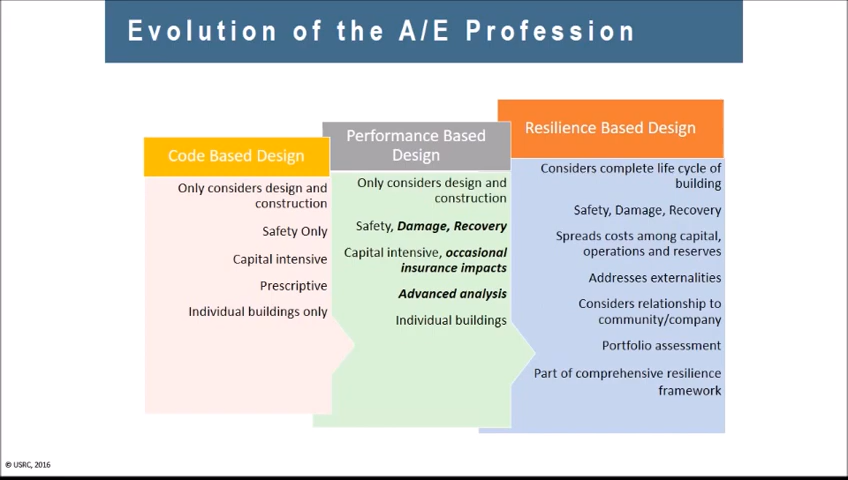 Evolution of the A/E Profession
Code Based Design
Only considers design and
construction
Safety Only
Capital intensive
Prescriptive
Individual buildings only
Performance Based
Design
Only considers design and
construction
Safety, Damage, Recovery
Capital intensive, occasional
insurance impacts
Advanced analysis
Individual buildings
Resilience Based Design
Considers complete life cycle of
building
Safety, Damage, Recovery
Spreads costs among capital,
operations and reserves
Addresses externalities
Considers relationship to
community/company
Portfolio assessment
Part of comprehensive resilience
framework
© USRC, 2016